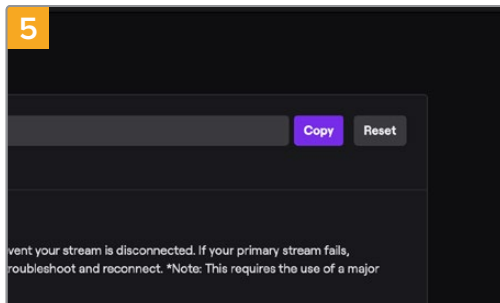 5
Copy Reset
vent your stream is disconnected. If your primary stream fails,
roubleshoot and reconnect. *Note: This requires the use of a major